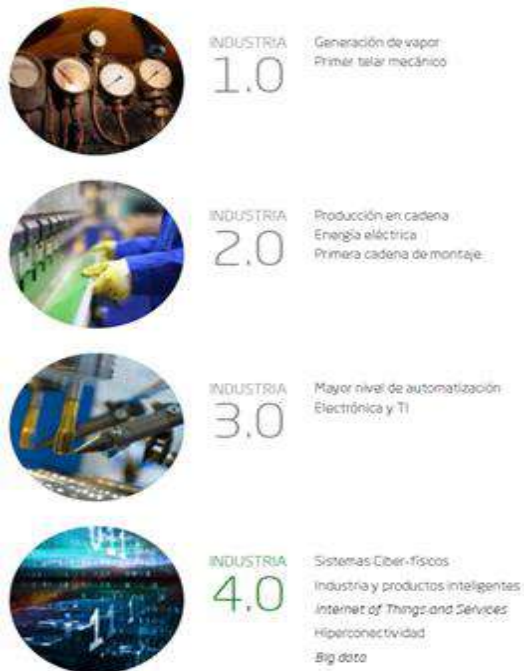 INDUSTRIA
1.0
Generación de vapor
Primer telar mecánico
INDUSTRIA
2.0
Producción en cadena
Energía eléctrica
Primera cadena de montaje
INDUSTRIA
3.0
Mayor nivel de automatización
Electrónica y TI
INDUSTRIA
4.0
Sistemas Ciber-físicos
Industria y productos inteligentes
Internet of Things and Services
Hiperconectividad
Big data